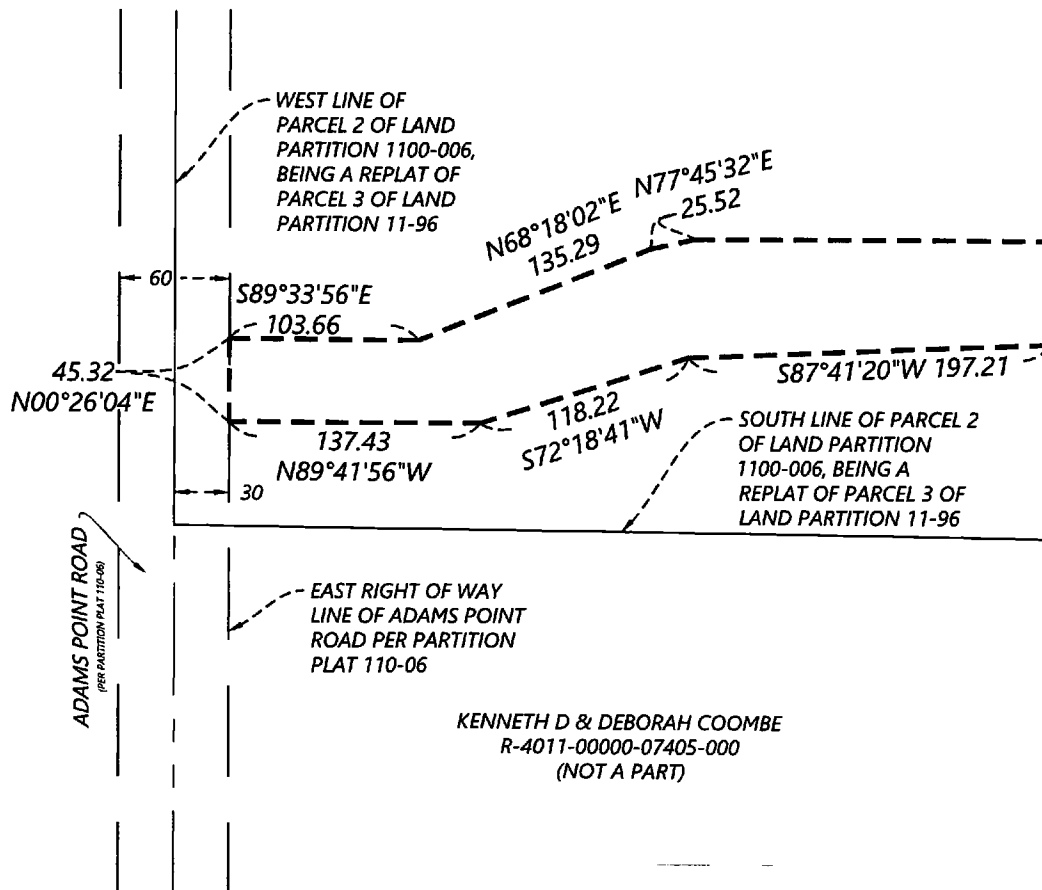 WEST LINE OF
PARCEL 2 OF LAND
PARTITION 1100-006,
BEING A REPLAT OF
PARCEL 3 OF LAND
PARTITION 11-96
N77°45'32"E
25.52
N68°18'02"E
135.29
60
S89°33'56"E
103.66
45.32
N00°26'04"E
S87°41'20"W 197.21
118.22
S72°18'41"W
137.43
N89°41'56"W
30
SOUTH LINE OF PARCEL 2
OF LAND PARTITION
1100-006, BEING A
REPLAT OF PARCEL 3 OF
LAND PARTITION 11-96
ADAMS POINT ROAD
(PER PARTITION PLAT 110-06)
EAST RIGHT OF WAY
LINE OF ADAMS POINT
ROAD PER PARTITION
PLAT 110-06
KENNETH D & DEBORAH COOMBE
R-4011-00000-07405-000
(NOT A PART)